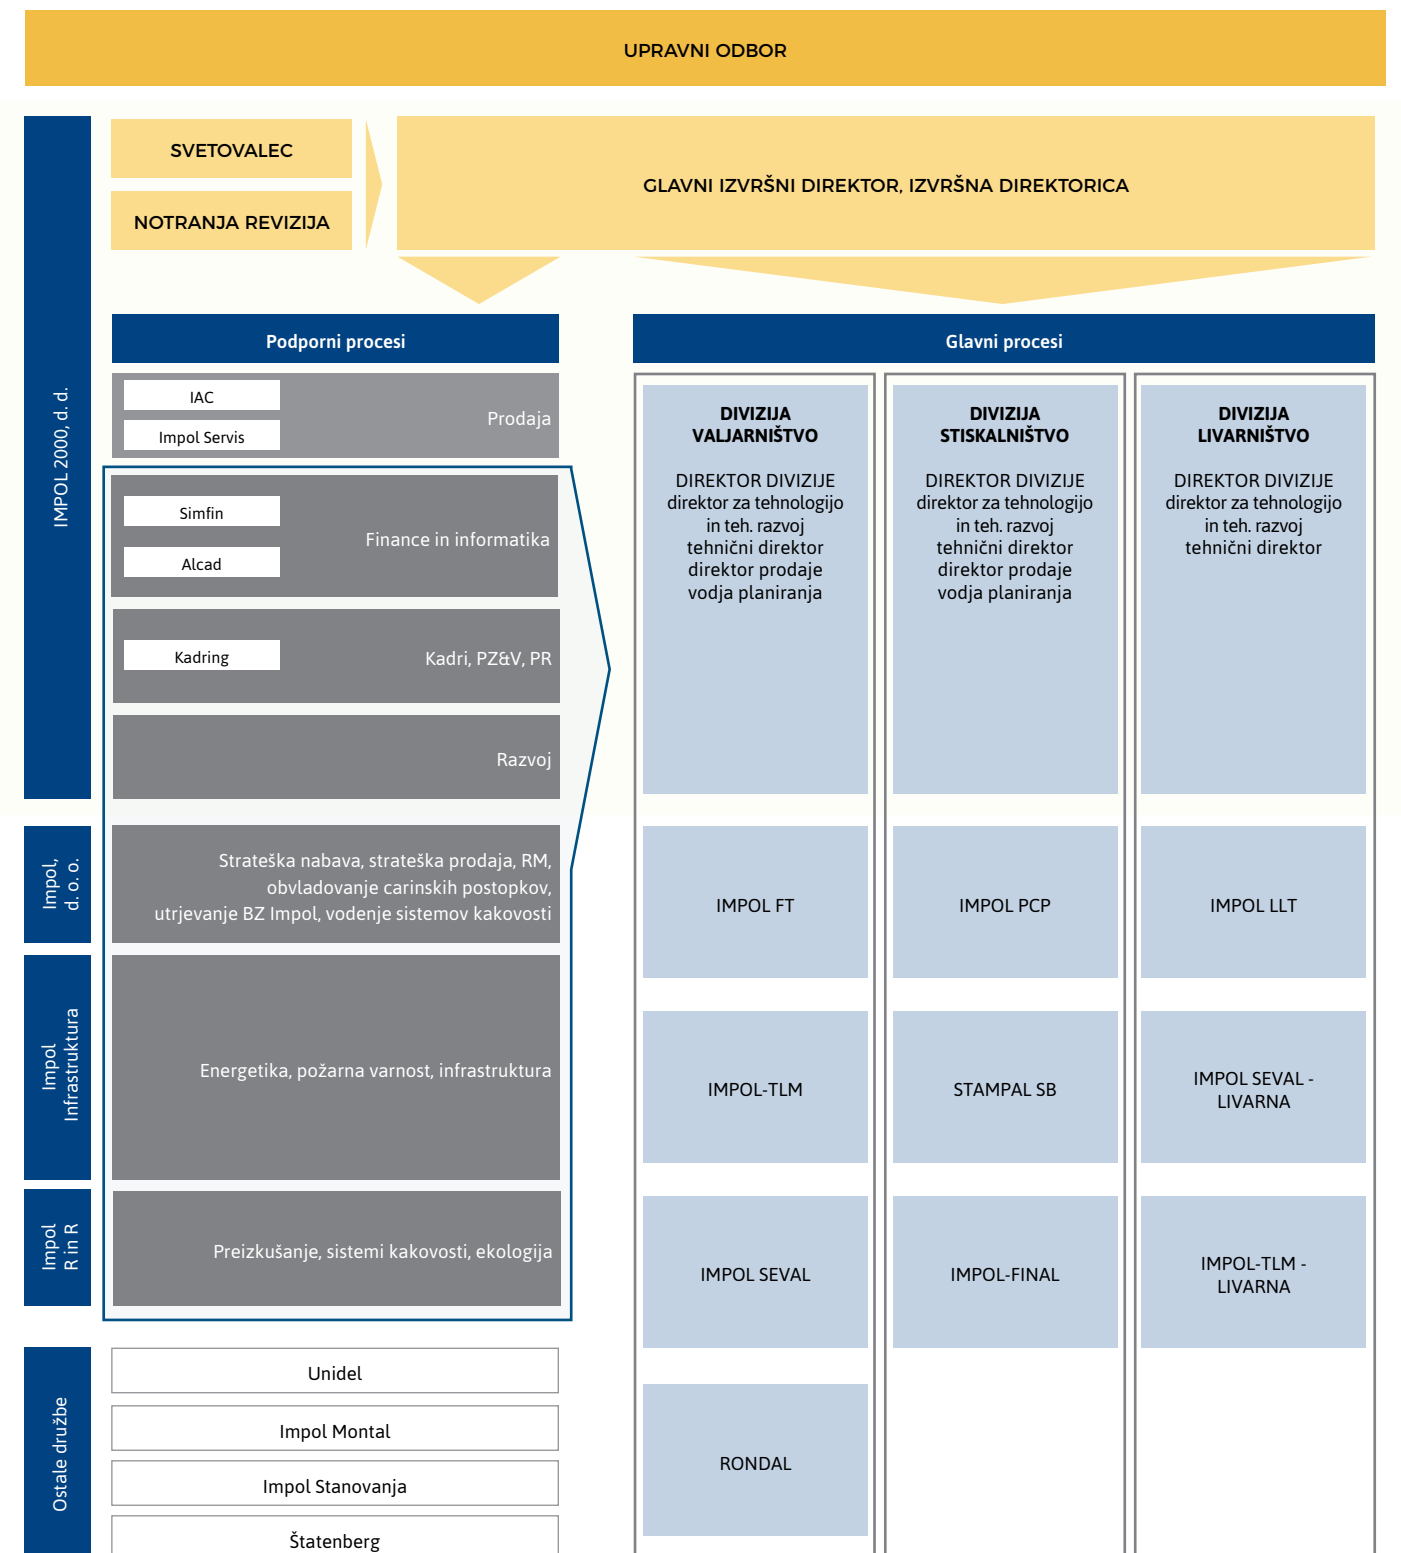 UPRAVNI ODBOR
SVETOVALEC
NOTRANJA REVIZIJA
GLAVNI IZVRŠNI DIREKTOR, IZVRŠNA DIREKTORICA
IMPOL 2000, d. d.
Podporni procesi
IAC
Impol Servis
Prodaja
Simfin
Alcad
Finance in informatika
Kadring
Kadri, PZ&V, PR
Razvoj
Impol,
d. o. o.
Strateška nabava, strateška prodaja, RM,
obvladovanje carinskih postopkov,
utrjevanje BZ Impol, vodenje sistemov kakovosti
Impol
Infrastruktura
Energetika, požarna varnost, infrastruktura
Impol
R in R
Preizkušanje, sistemi kakovosti, ekologija
Ostale družbe
Unidel
Impol Montal
Impol Stanovanja
Štatenberg
Glavni procesi
DIVIZIJA
VALJARNIŠTVO
DIREKTOR DIVIZIJE
direktor za tehnologijo
in teh. razvoj
tehnični direktor
direktor prodaje
vodja planiranja
IMPOL FT
IMPOL-TLM
IMPOL SEVAL
RONDAL
DIVIZIJA
STISKALNIŠTVO
DIREKTOR DIVIZIJE
direktor za tehnologijo
in teh. razvoj
tehnični direktor
direktor prodaje
vodja planiranja
IMPOL PCP
STAMPAL SB
IMPOL-FINAL
DIVIZIJA
LIVARNIŠTVO
DIREKTOR DIVIZIJE
direktor za tehnologijo
in teh. razvoj
tehnični direktor
IMPOL LLT
IMPOL SEVAL -
LIVARNA
IMPOL-TLM -
LIVARNA